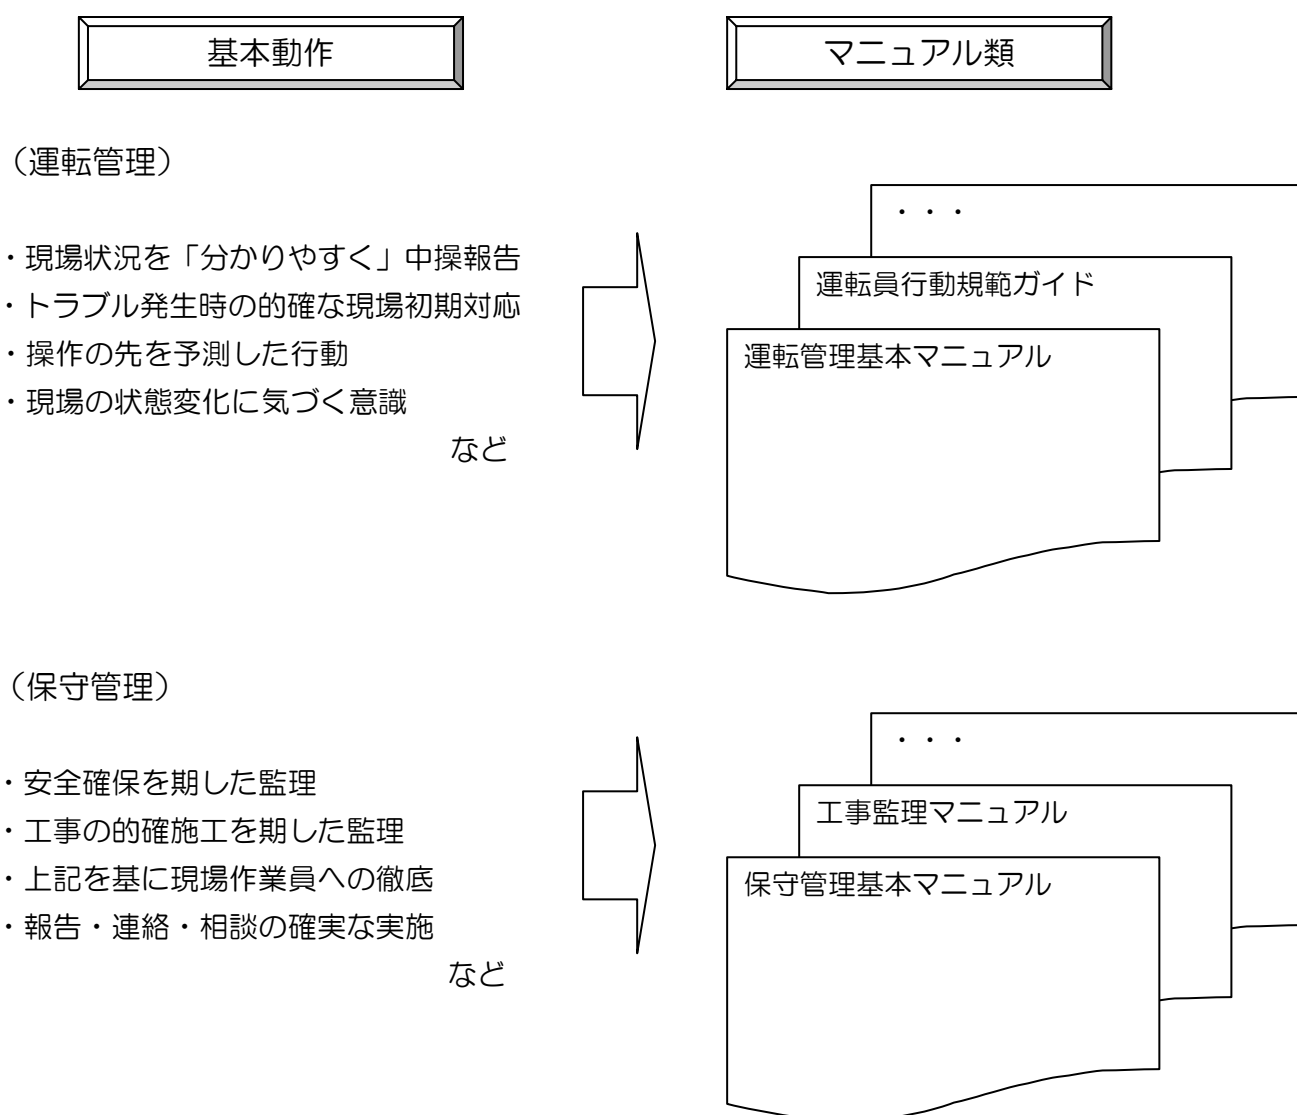 基本動作
マニュアル類
（運転管理）
・現場状況を「分かりやすく」中操報告
・トラブル発生時の的確な現場初期対応
・操作の先を予測した行動
・現場の状態変化に気づく意識
など
・・・
運転員行動規範ガイド
運転管理基本マニュアル
（保守管理）
・安全確保を期した監理
・工事の的確施工を期した監理
・上記を基に現場作業員への徹底
・報告・連絡・相談の確実な実施
など
・・・
工事監理マニュアル
保守管理基本マニュアル